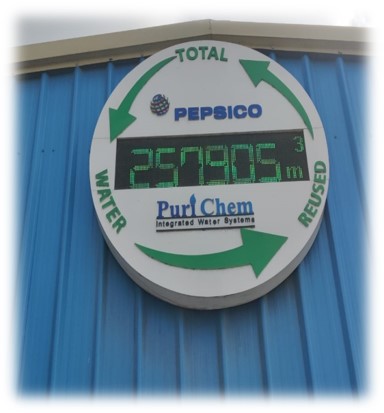 TOTAL
PEPSICO
257905 m³
WATER
REUSED
PuriChem
Integrated Water Systems